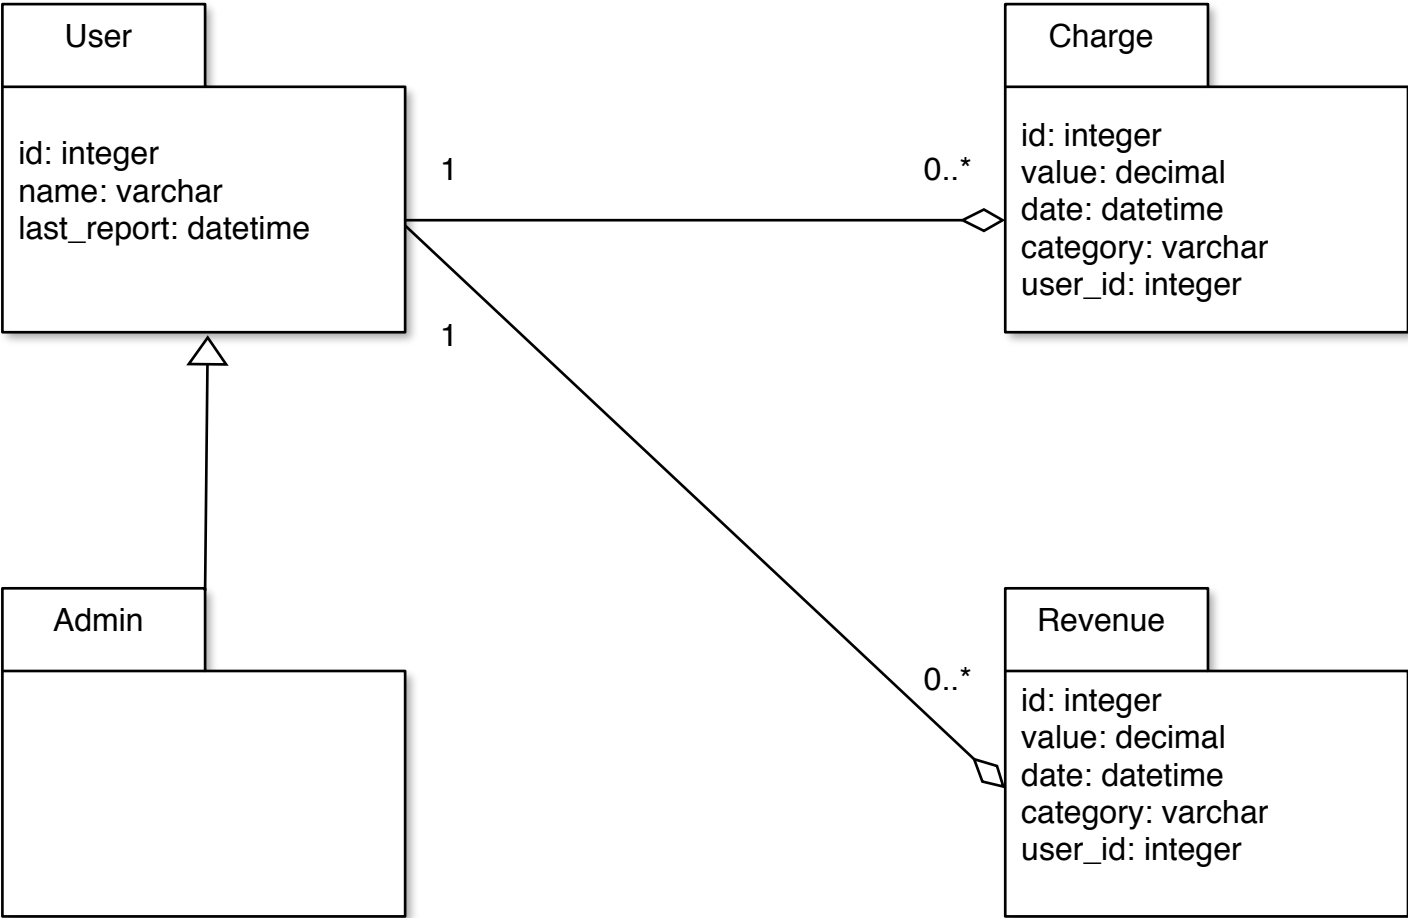 User
id: integer
name: varchar
last_report: datetime
1
0..*
Charge
id: integer
value: decimal
date: datetime
category: varchar
user_id: integer
1
0..*
Admin
Revenue
id: integer
value: decimal
date: datetime
category: varchar
user_id: integer